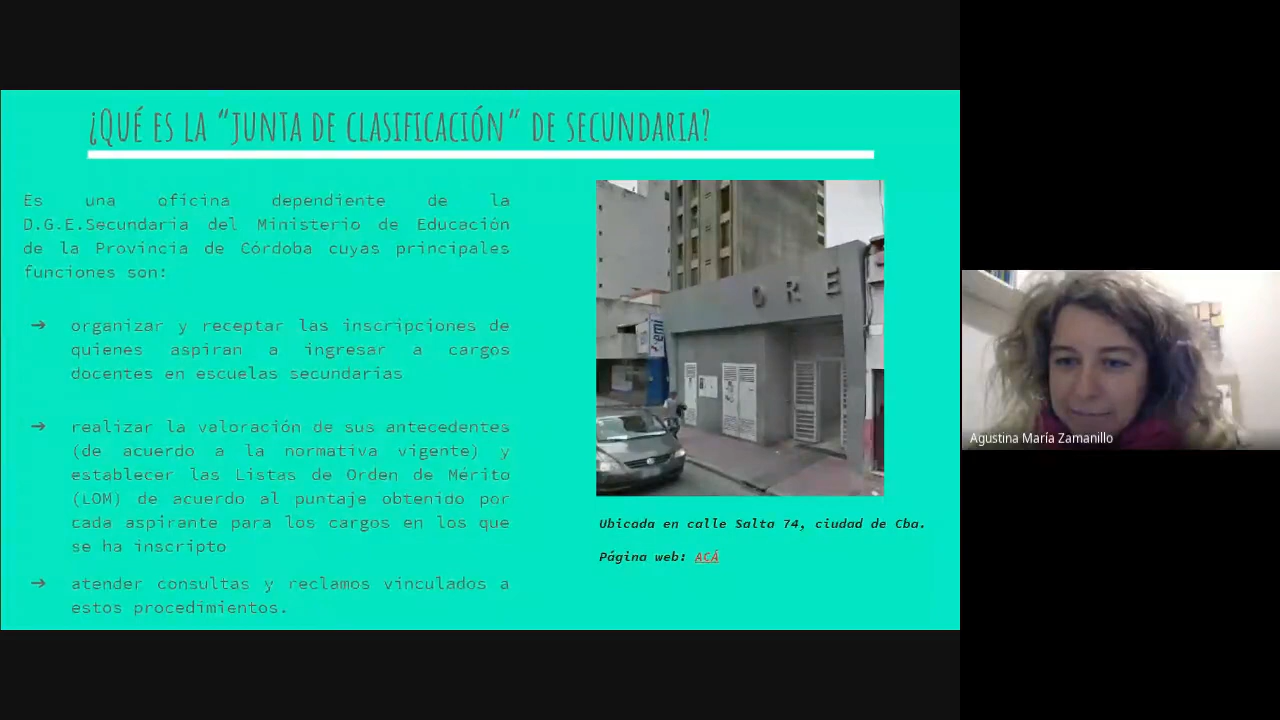 ¿Qué es la “Junta de Clasificación“ de Secundaria?
Es una oficina dependiente de la
D.G.E.Secundaria del Ministerio de Educación
de la Provincia de Córdoba cuyas principales
funciones son:
➔ organizar y receptar las inscripciones de
quienes aspiran a ingresar a cargos
docentes en escuelas secundarias
➔ realizar la valoración de sus antecedentes
(de acuerdo a la normativa vigente) y
establecer las Listas de Orden de Mérito
(LOM) de acuerdo al puntaje obtenido por
cada aspirante para los cargos en los que
se ha inscripto
➔ atender consultas y reclamos vinculados a
estos procedimientos.
O R E
emi
Ubicada en calle Salta 74, ciudad de Cba.
Página web: ACÁ
Agustina María Zamanillo